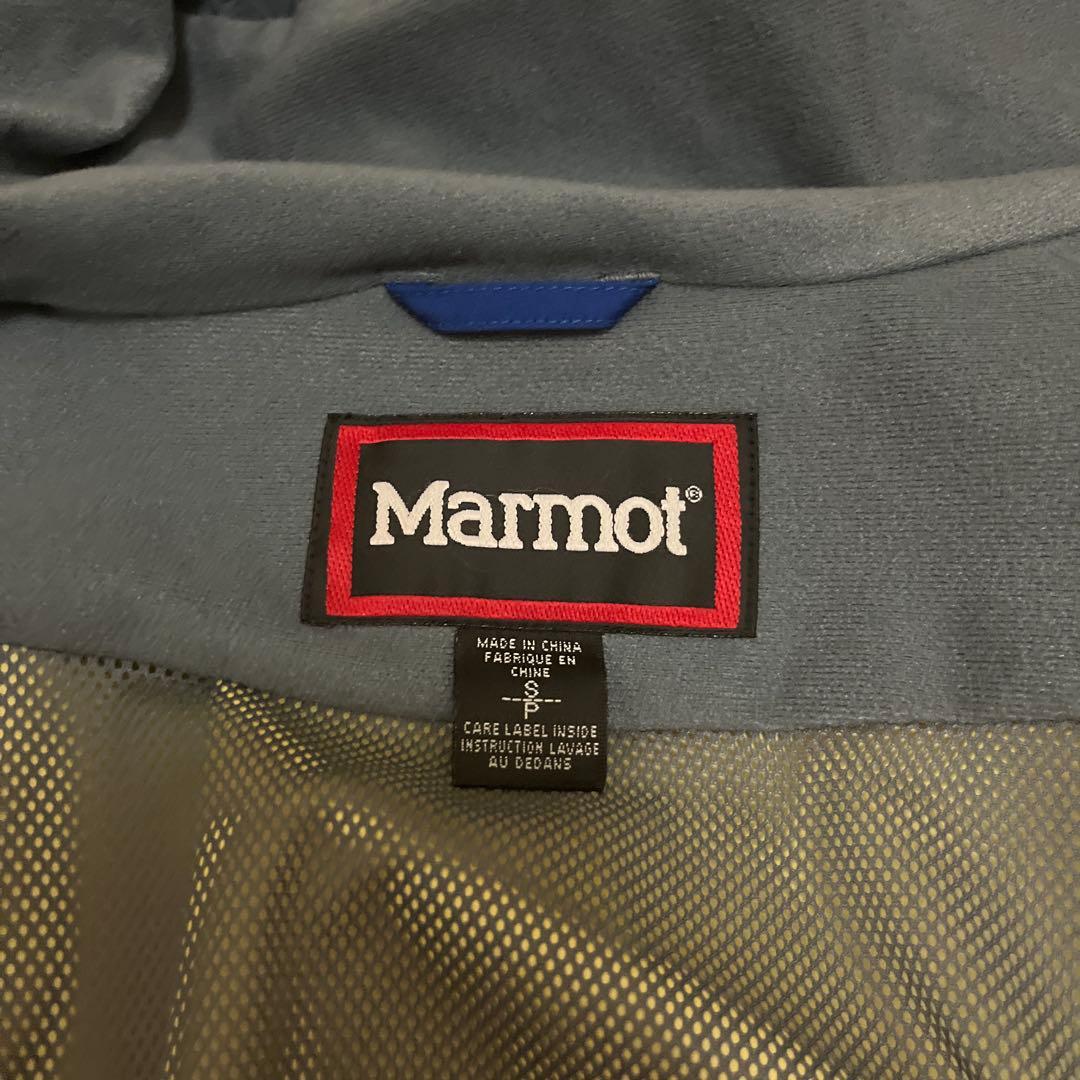 Marmot®
MADE IN CHINA
FABRIQUE EN
CHINE
S
P
CARE LABEL INSIDE
INSTRUCTION LAVAGE
AU DEDANS